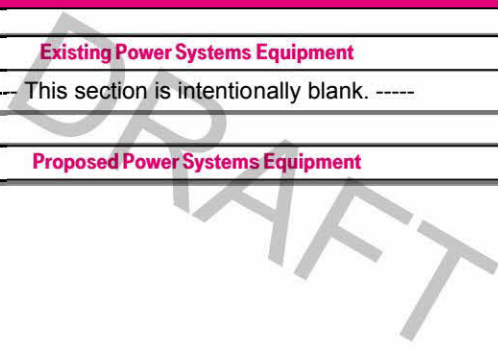 Existing Power Systems Equipment
-- This section is intentionally blank. -----
Proposed Power Systems Equipment
DRAFT